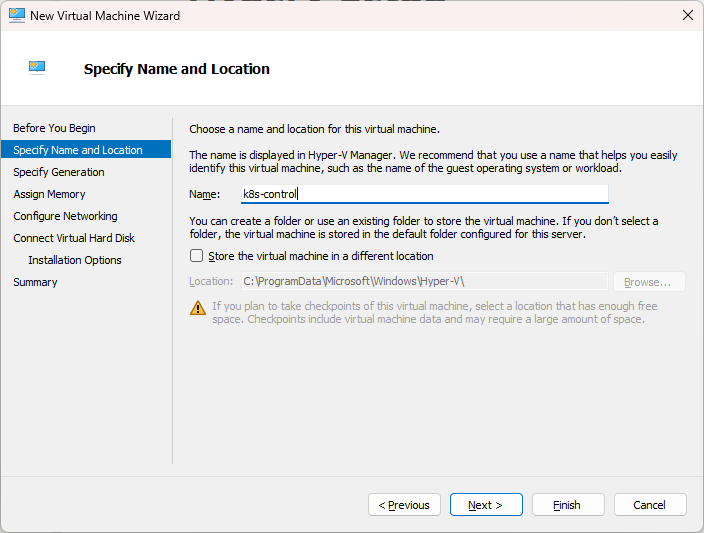 New Virtual Machine Wizard
Specify Name and Location
Before You Begin
Specify Name and Location
Specify Generation
Assign Memory
Configure Networking
Connect Virtual Hard Disk
Installation Options
Summary
Choose a name and location for this virtual machine.
The name is displayed in Hyper-V Manager. We recommend that you use a name that helps you easily
identify this virtual machine, such as the name of the guest operating system or workload.
Name: k8s-control
You can create a folder or use an existing folder to store the virtual machine. If you don't select a
folder, the virtual machine is stored in the default folder configured for this server.
Store the virtual machine in a different location
Location: C:\ProgramData\Microsoft\Windows\Hyper-V\ Browse...
If you plan to take checkpoints of this virtual machine, select a location that has enough free
space. Checkpoints include virtual machine data and may require a large amount of space.
< Previous Next > Finish Cancel